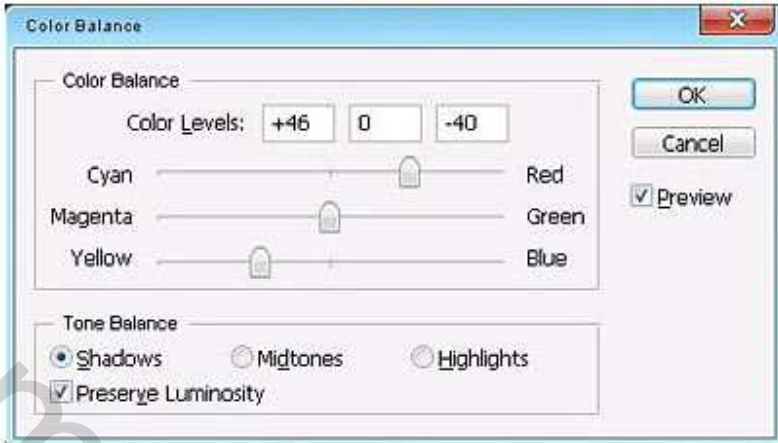 Color Balance
Color Balance
Color Levels: +46 0 -40
Cyan Red
Magenta Green
Yellow Blue
OK
Cancel
Preview
Tone Balance
Shadows Midtones Highlights
Preserve Luminosity